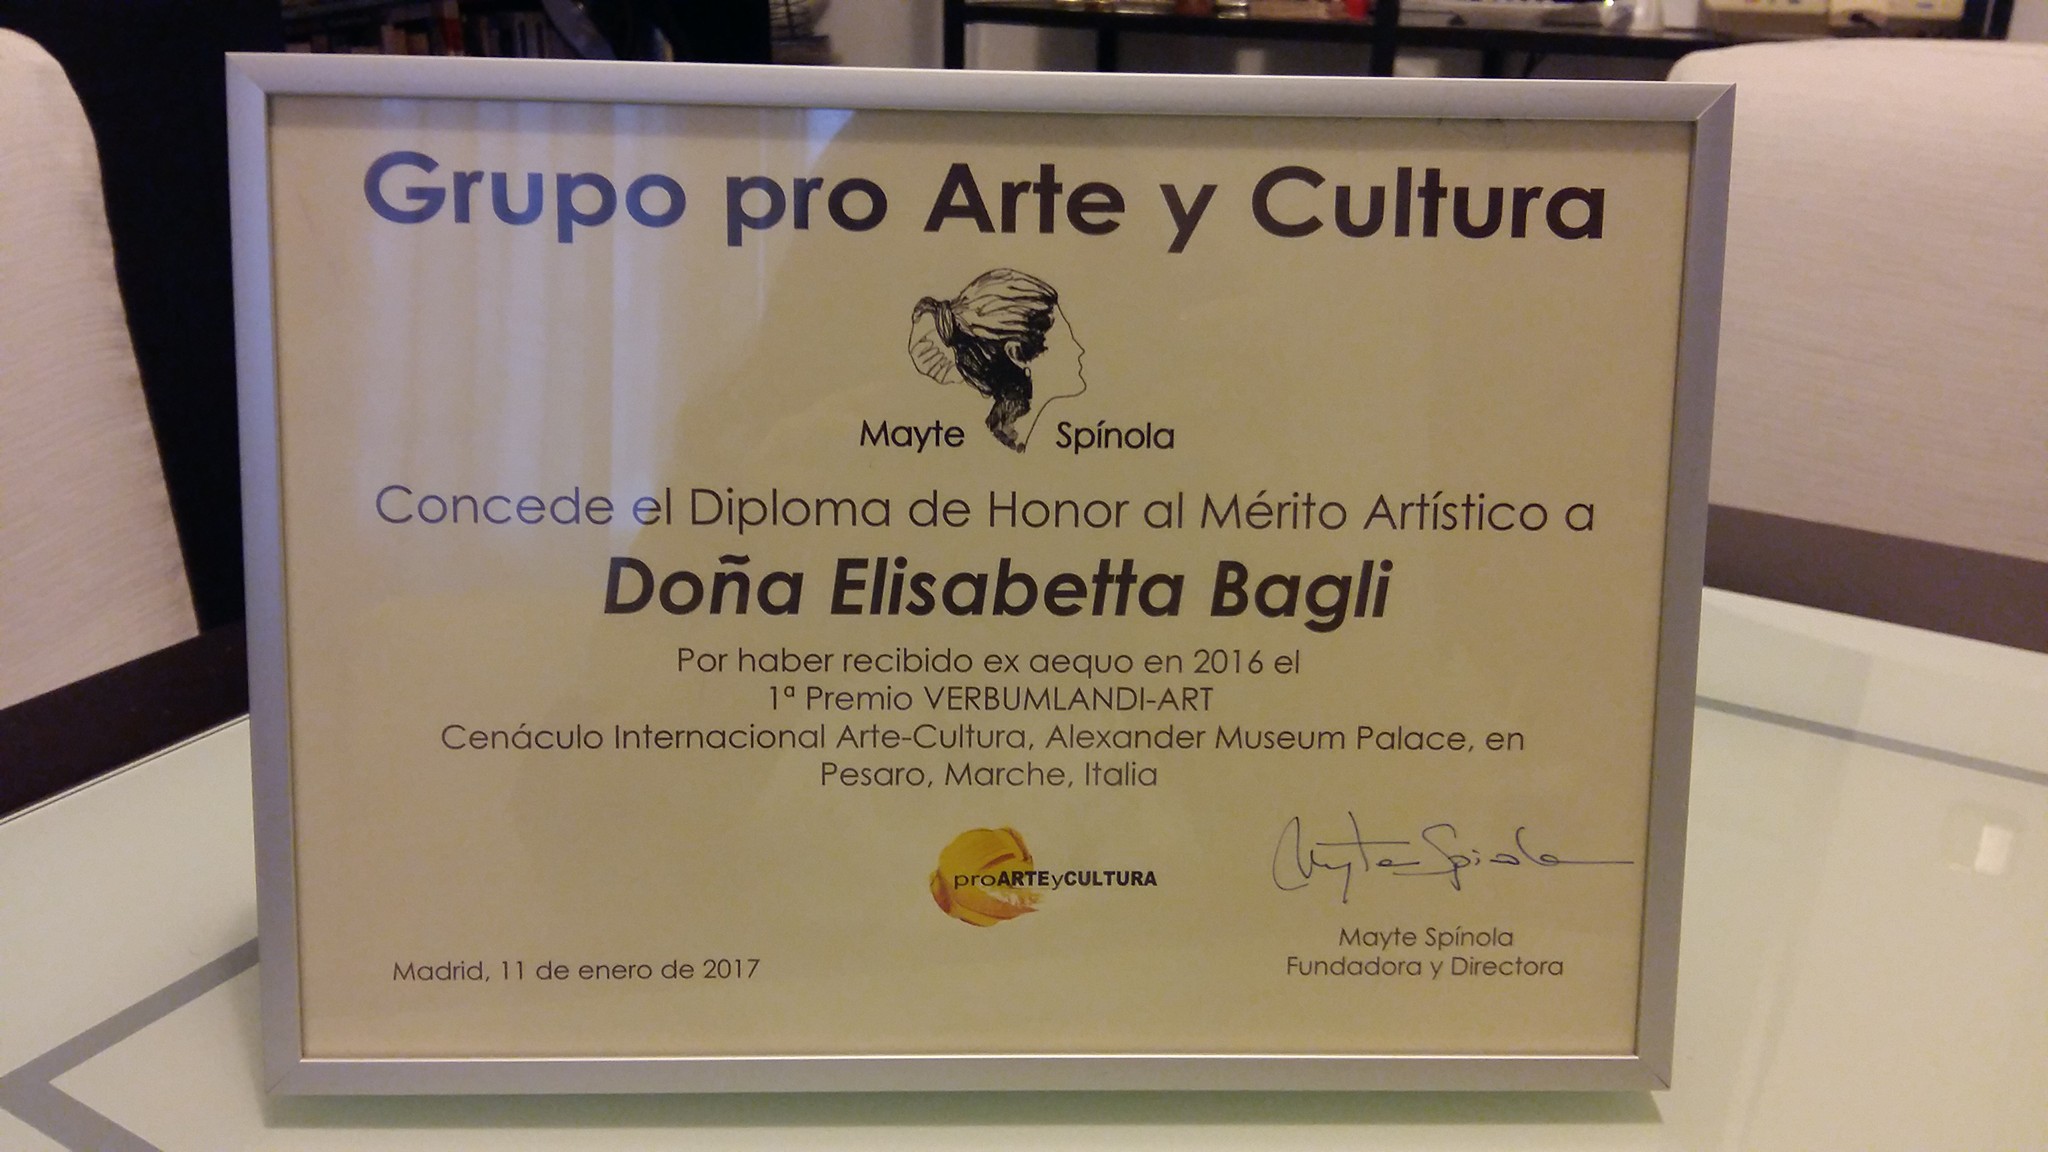 Grupo pro Arte y Cultura
Mayte Spínola
Concede el Diploma de Honor al Mérito Artístico a
Doña Elisabetta Bagli
Por haber recibido ex aequo en 2016 el
1ª Premio VERBUMLANDI-ART
Cenáculo Internacional Arte-Cultura, Alexander Museum Palace, en
Pesaro, Marche, Italia
proARTEyCULTURA
Mayte Spinola
Mayte Spínola
Fundadora y Directora
Madrid, 11 de enero de 2017